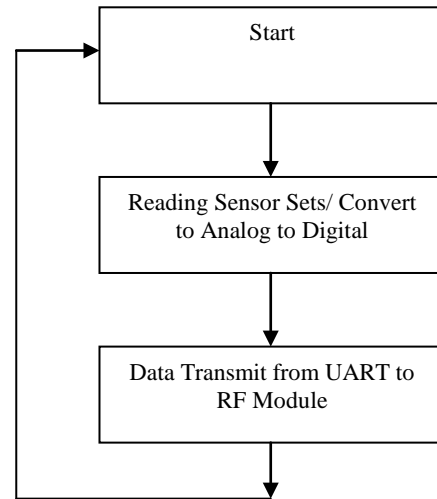 Start
Reading Sensor Sets/ Convert
to Analog to Digital
Data Transmit from UART to
RF Module